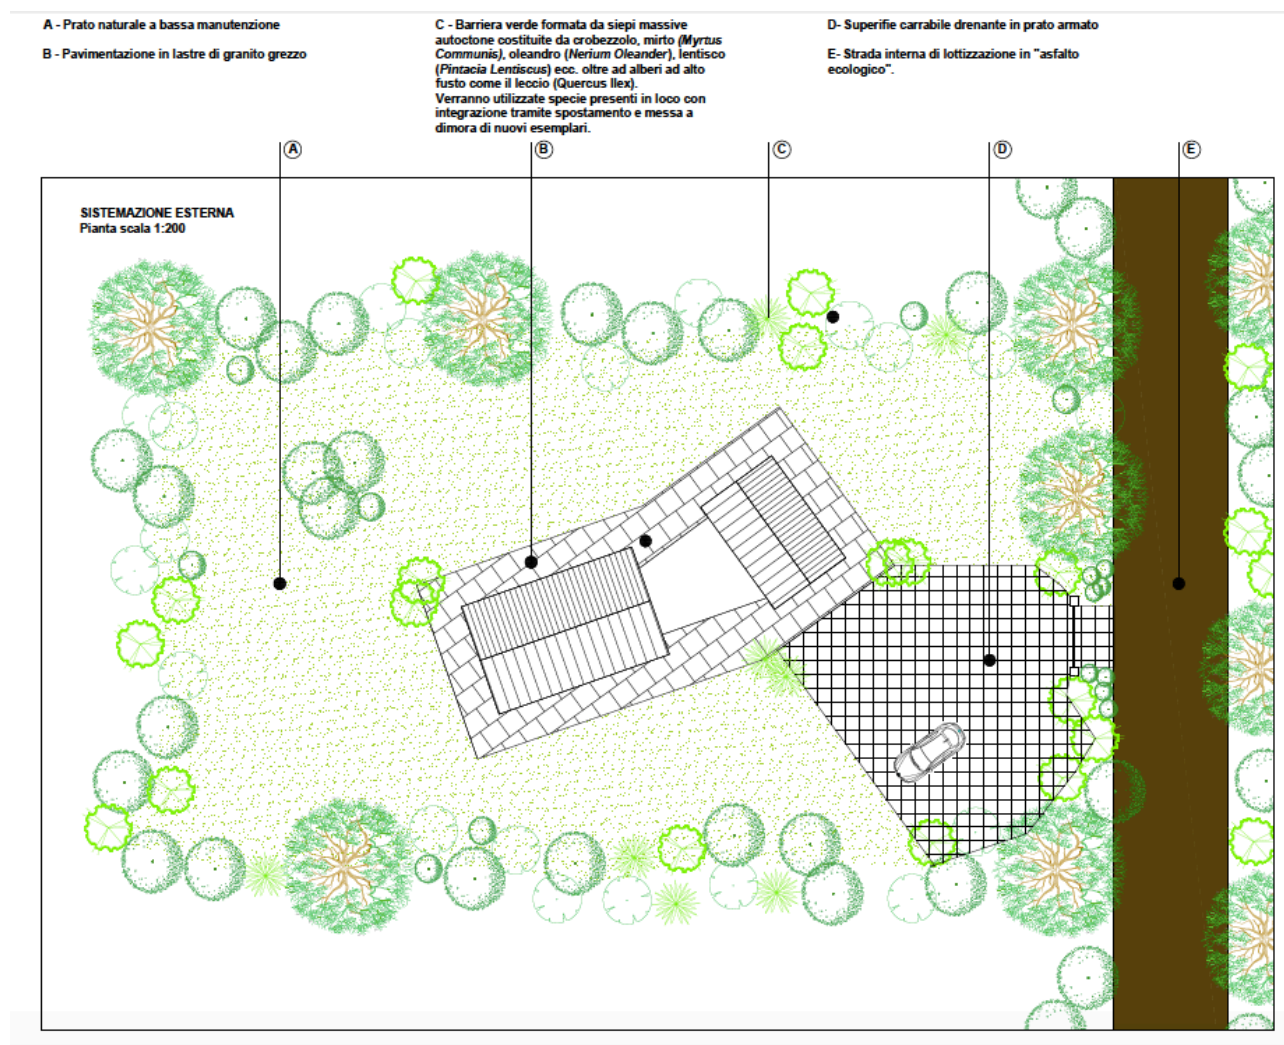 A - Prato naturale a bassa manutenzione
B - Pavimentazione in lastre di granito grezzo
C - Barriera verde formata da siepi massive
autoctone costituite da crobezzolo, mirto (Myrtus
Communis), oleandro (Nerium Oleander), lentisco
(Pintacia Lentiscus) ecc. oltre ad alberi ad alto
fusto come il leccio (Quercus Ilex).
Verranno utilizzate specie presenti in loco con
integrazione tramite spostamento e messa a
dimora di nuovi esemplari.
D- Superifie carrabile drenante in prato armato
E- Strada interna di lottizzazione in "asfalto
ecologico".
A
B
C
D
E
SISTEMAZIONE ESTERNA
Pianta scala 1:200